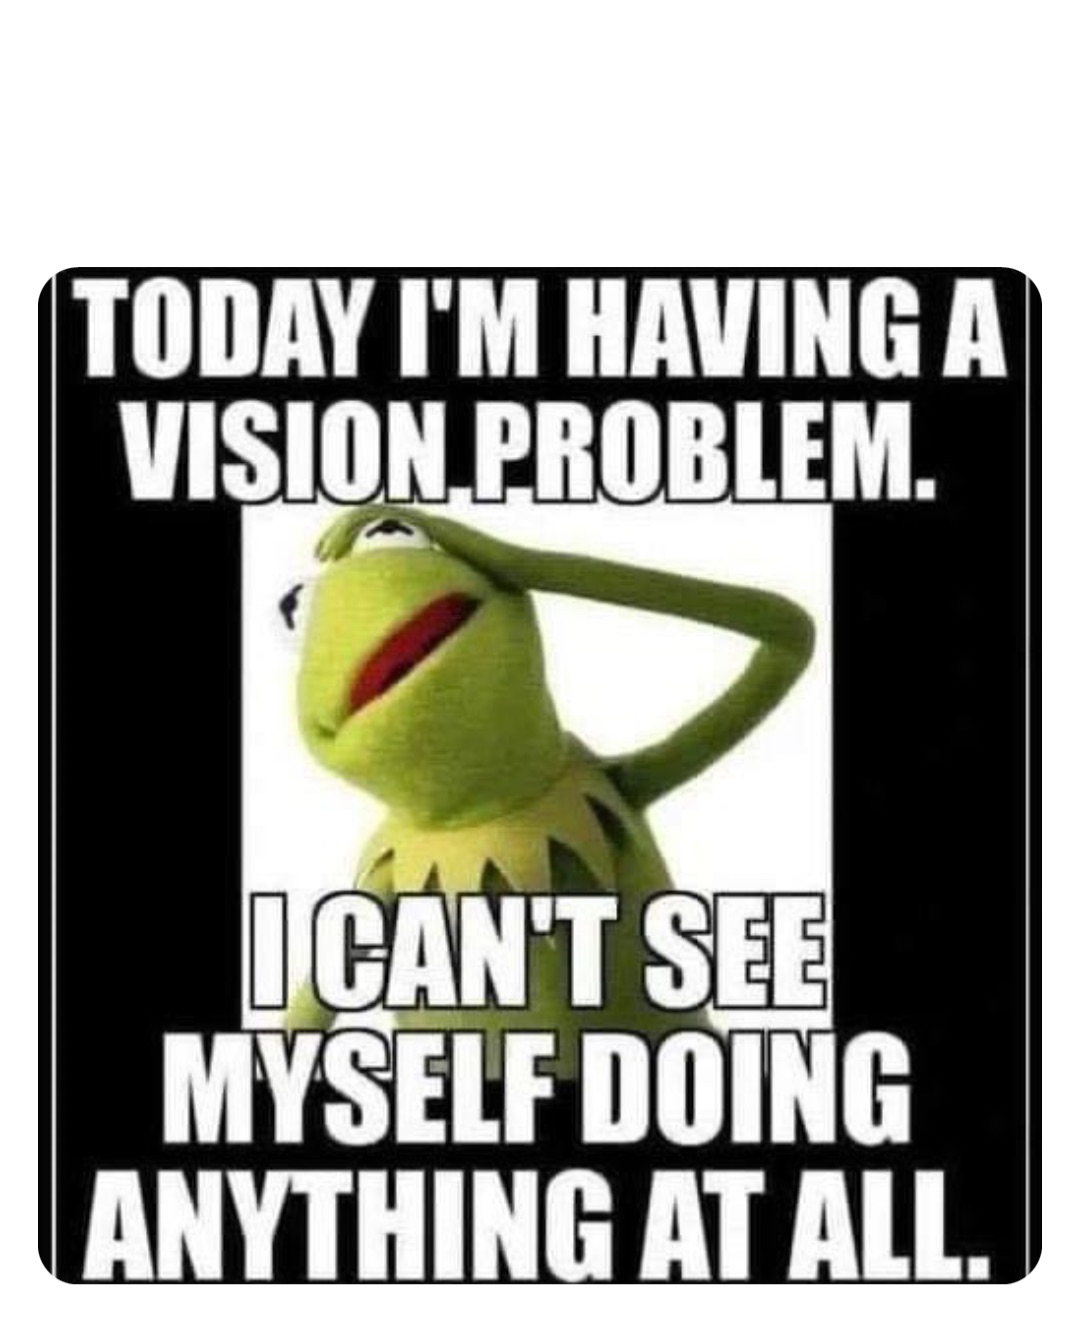 TODAY I'M HAVING A
VISION PROBLEM.
I CAN'T SEE
MYSELF DOING
ANYTHING AT ALL.